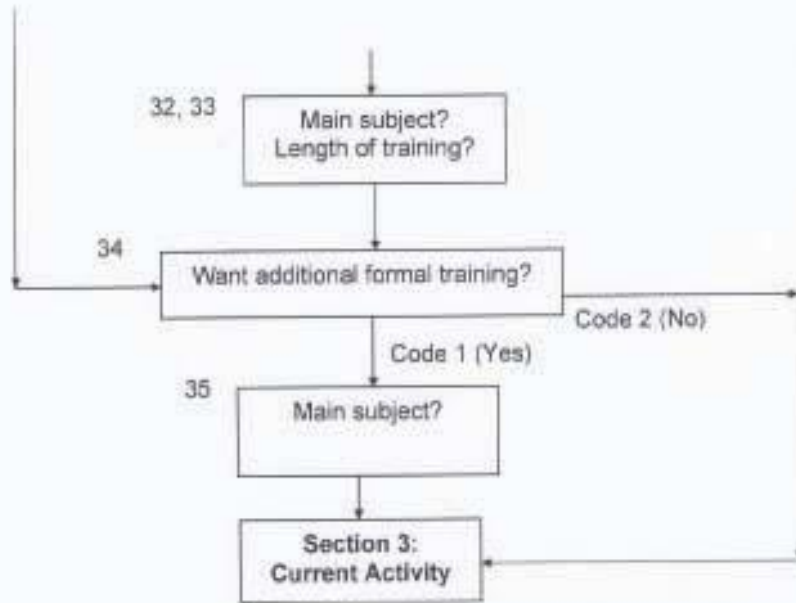 32, 33
Main subject?
Length of training?
34
Want additional formal training?
Code 2 (No)
Code 1 (Yes)
35
Main subject?
Section 3:
Current Activity